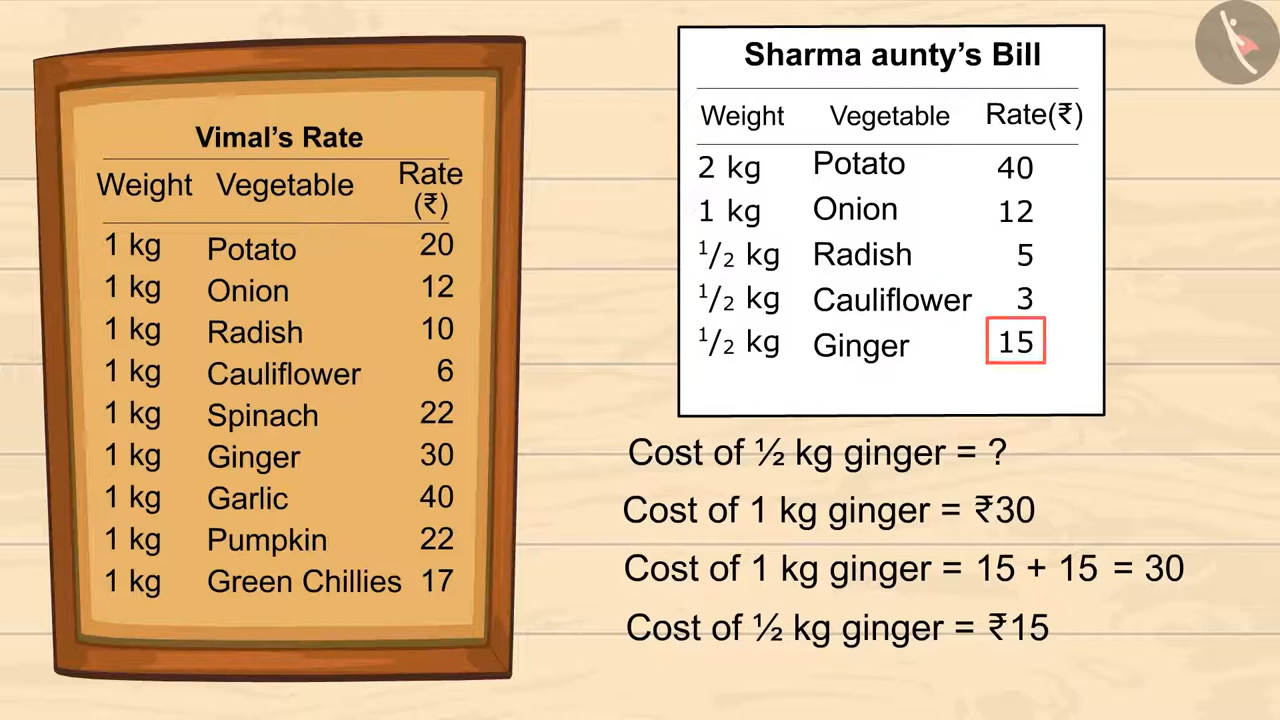 Vimal's Rate
Weight Vegetable Rate (₹)
1 kg Potato 20
1 kg Onion 12
1 kg Radish 10
1 kg Cauliflower 6
1 kg Spinach 22
1 kg Ginger 30
1 kg Garlic 40
1 kg Pumpkin 22
1 kg Green Chillies 17
Sharma aunty's Bill
Weight Vegetable Rate(₹)
2 kg Potato 40
1 kg Onion 12
1/2 kg Radish 5
1/2 kg Cauliflower 3
1/2 kg Ginger 15
Cost of ½ kg ginger = ?
Cost of 1 kg ginger = ₹30
Cost of 1 kg ginger = 15 + 15 = 30
Cost of ½ kg ginger = ₹15